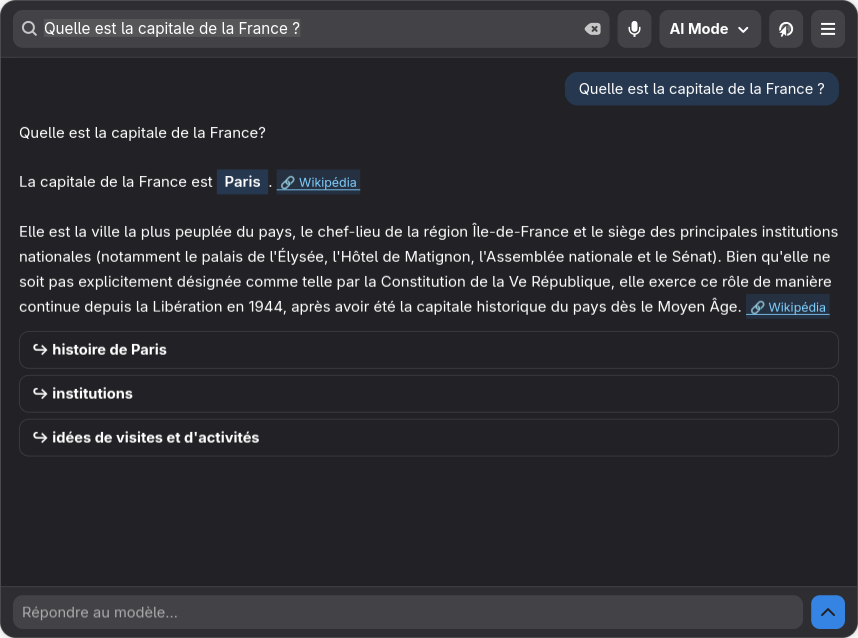 Quelle est la capitale de la France ?
AI Mode
Quelle est la capitale de la France ?
Quelle est la capitale de la France?
La capitale de la France est Paris . Wikipédia
Elle est la ville la plus peuplée du pays, le chef-lieu de la région Île-de-France et le siège des principales institutions
nationales (notamment le palais de l'Élysée, l'Hôtel de Matignon, l'Assemblée nationale et le Sénat). Bien qu'elle ne
soit pas explicitement désignée comme telle par la Constitution de la Ve République, elle exerce ce rôle de manière
continue depuis la Libération en 1944, après avoir été la capitale historique du pays dès le Moyen Âge. Wikipédia
histoire de Paris
institutions
idées de visites et d'activités
Répondre au modèle...